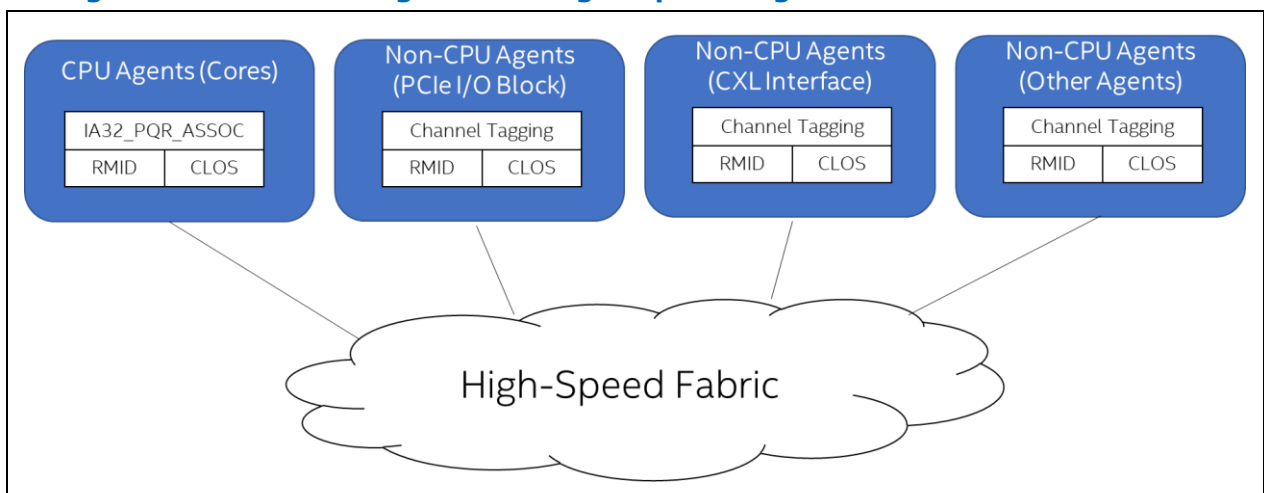 CPU Agents (Cores)
IA32_PQR_ASSOC
RMID CLOS
Non-CPU Agents
(PCIe I/O Block)
Channel Tagging
RMID CLOS
Non-CPU Agents
(CXL Interface)
Channel Tagging
RMID CLOS
Non-CPU Agents
(Other Agents)
Channel Tagging
RMID CLOS
High-Speed Fabric